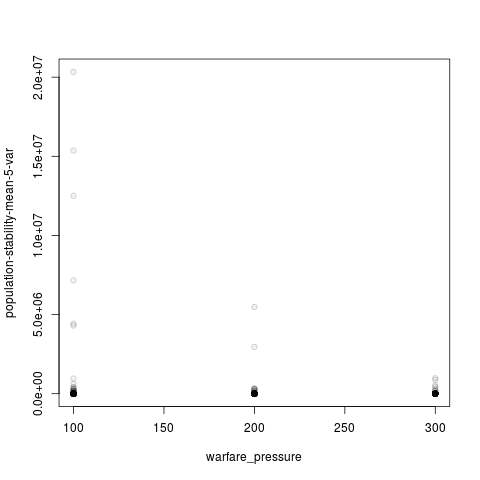 population-stability-mean-5-var
2.0e+07
1.5e+07
1.0e+07
5.0e+06
0.0e+00
100
150
200
250
300
warfare_pressure